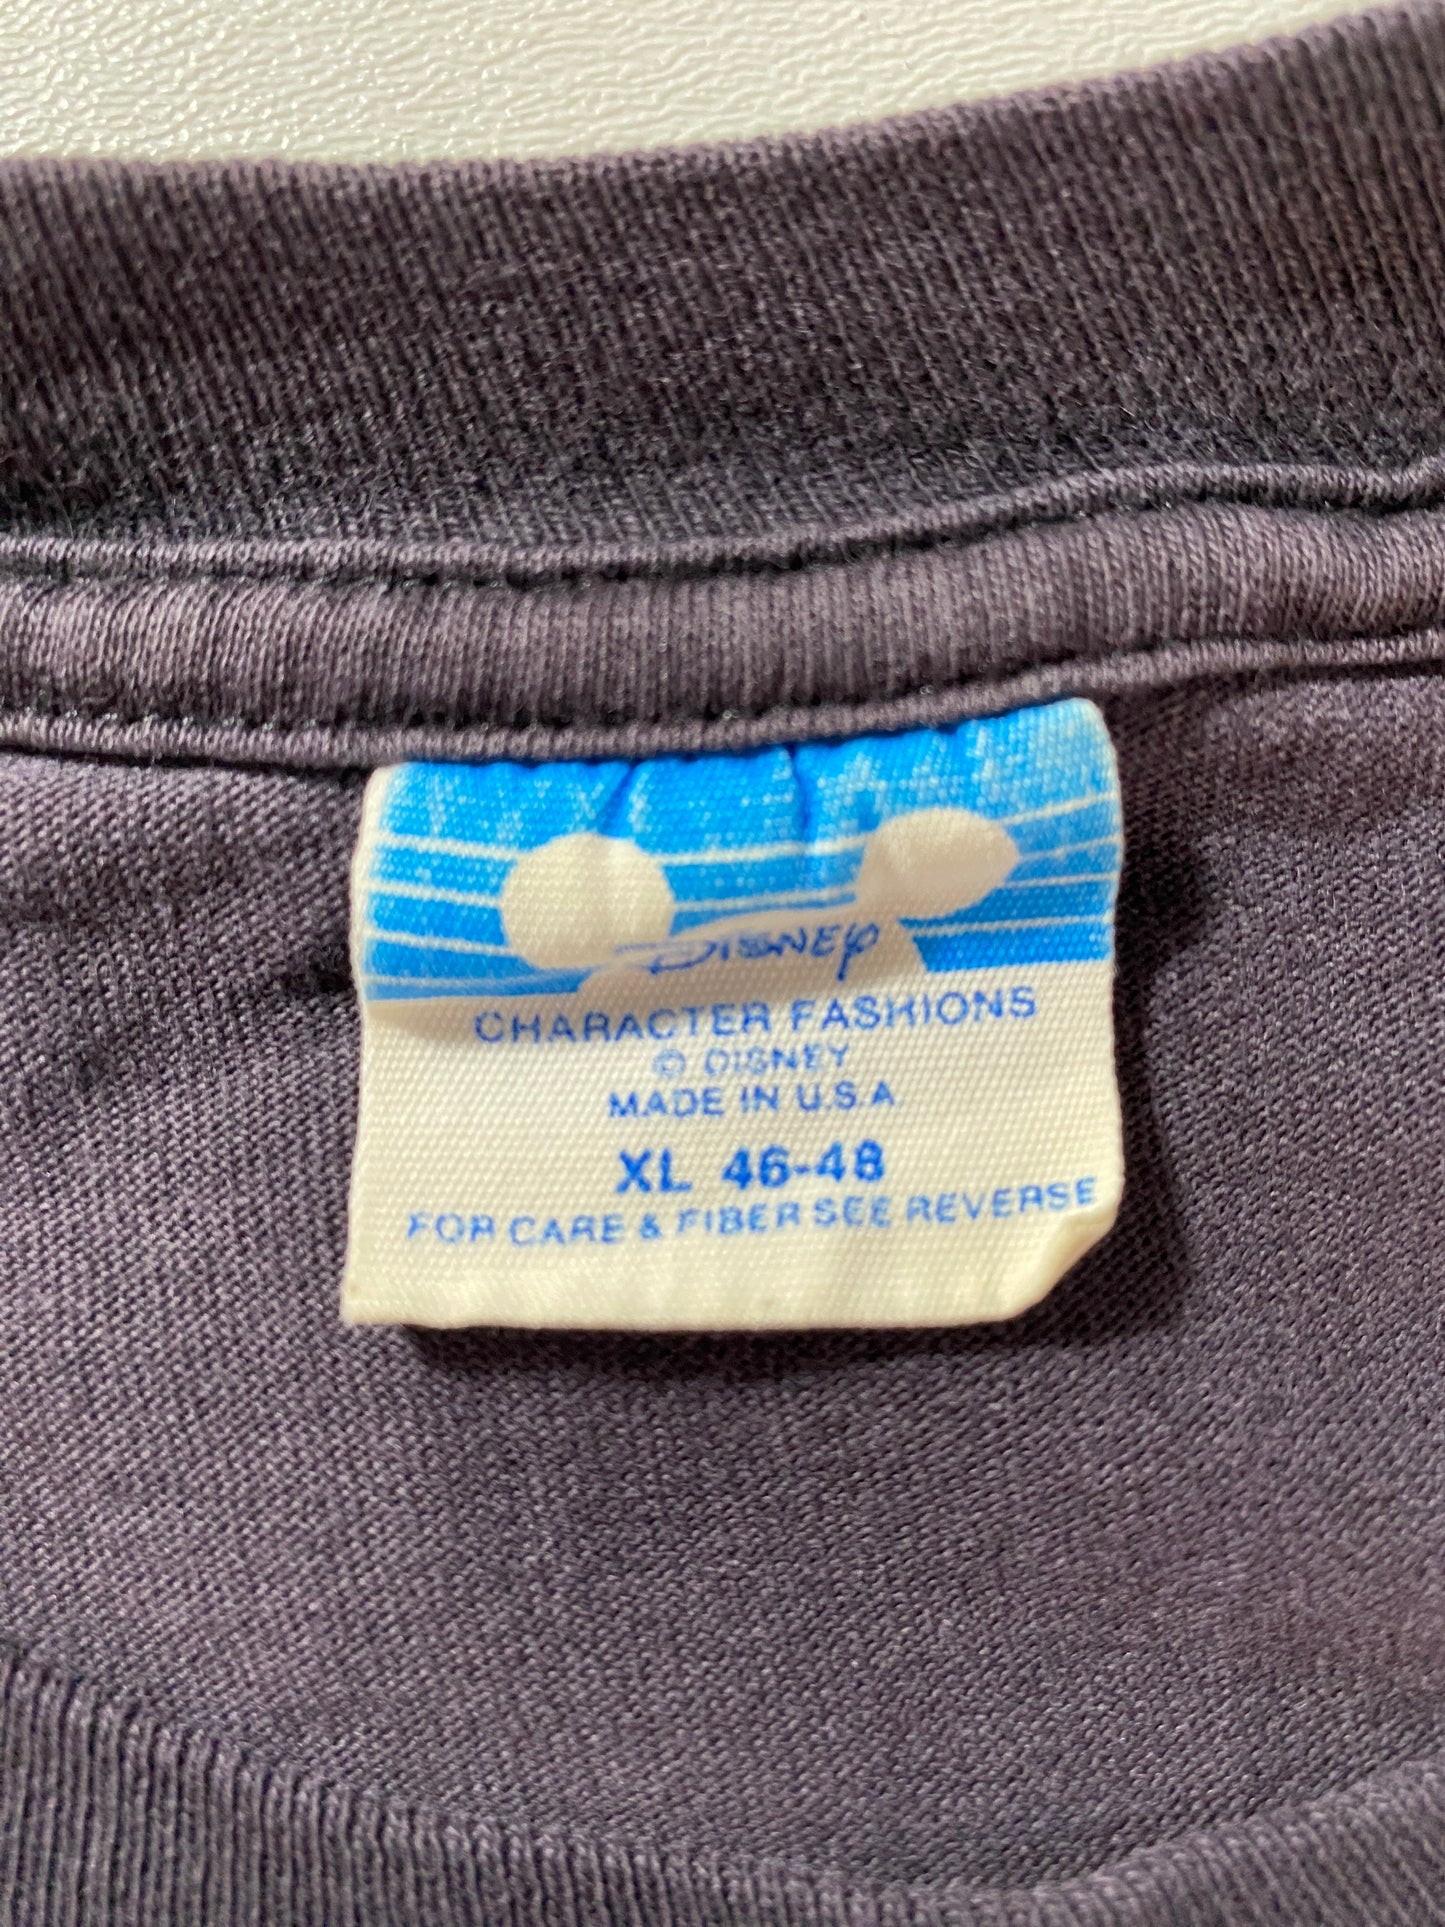 DISNEY
CHARACTER FASHIONS
© DISNEY
MADE IN U.S.A
XL 46-48
FOR CARE & FIBER SEE REVERSE